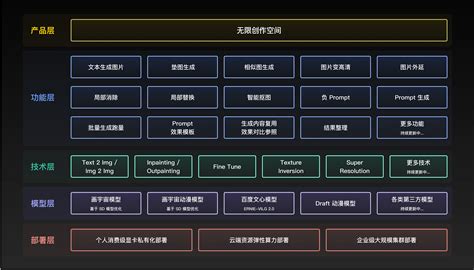 产品层
无限创作空间
功能层
文本生成图片
垫图生成
相似图生成
图片变高清
图片外延
局部消除
局部替换
智能抠图
负 Prompt
Prompt 生成
批量生成跑量
Prompt
效果模板
生成内容复用
效果对比参照
结果整理
更多功能
持续更新中...
技术层
Text 2 Img /
Img 2 Img
Inpainting /
Outpainting
Fine Tune
Texture
Inversion
Super
Resolution
更多技术
持续更新中...
模型层
画宇宙模型
基于 SD 模型优化
画宇宙动漫模型
基于 SD 模型优化
百度文心模型
ERNIE-ViLG 2.0
Draft 动漫模型
各类第三方模型
持续更新中...
部署层
个人消费级显卡私有化部署
云端资源弹性算力部署
企业级大规模集群部署